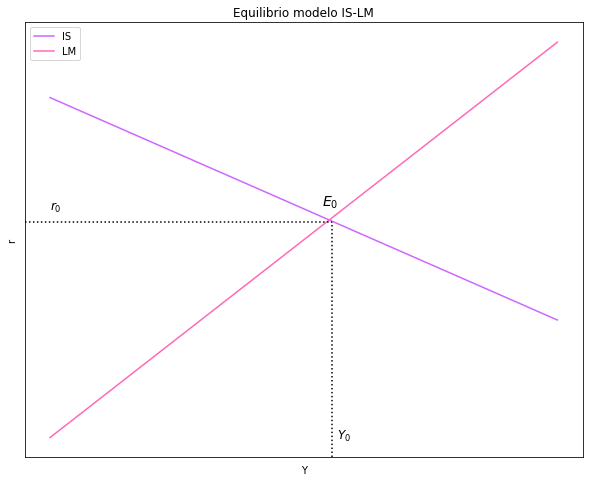 Equilibrio modelo IS-LM
IS
LM
E₀
r₀
r
Y₀
Y